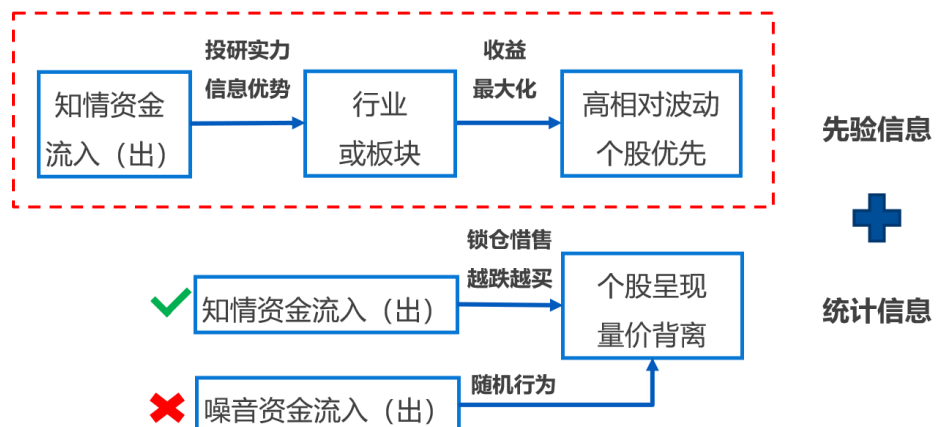 投研实力
信息优势
收益
最大化
知情资金
流入（出）
行业
或板块
高相对波动
个股优先
先验信息
锁仓惜售
越跌越买
知情资金流入（出）
个股呈现
量价背离
统计信息
随机行为
噪音资金流入（出）